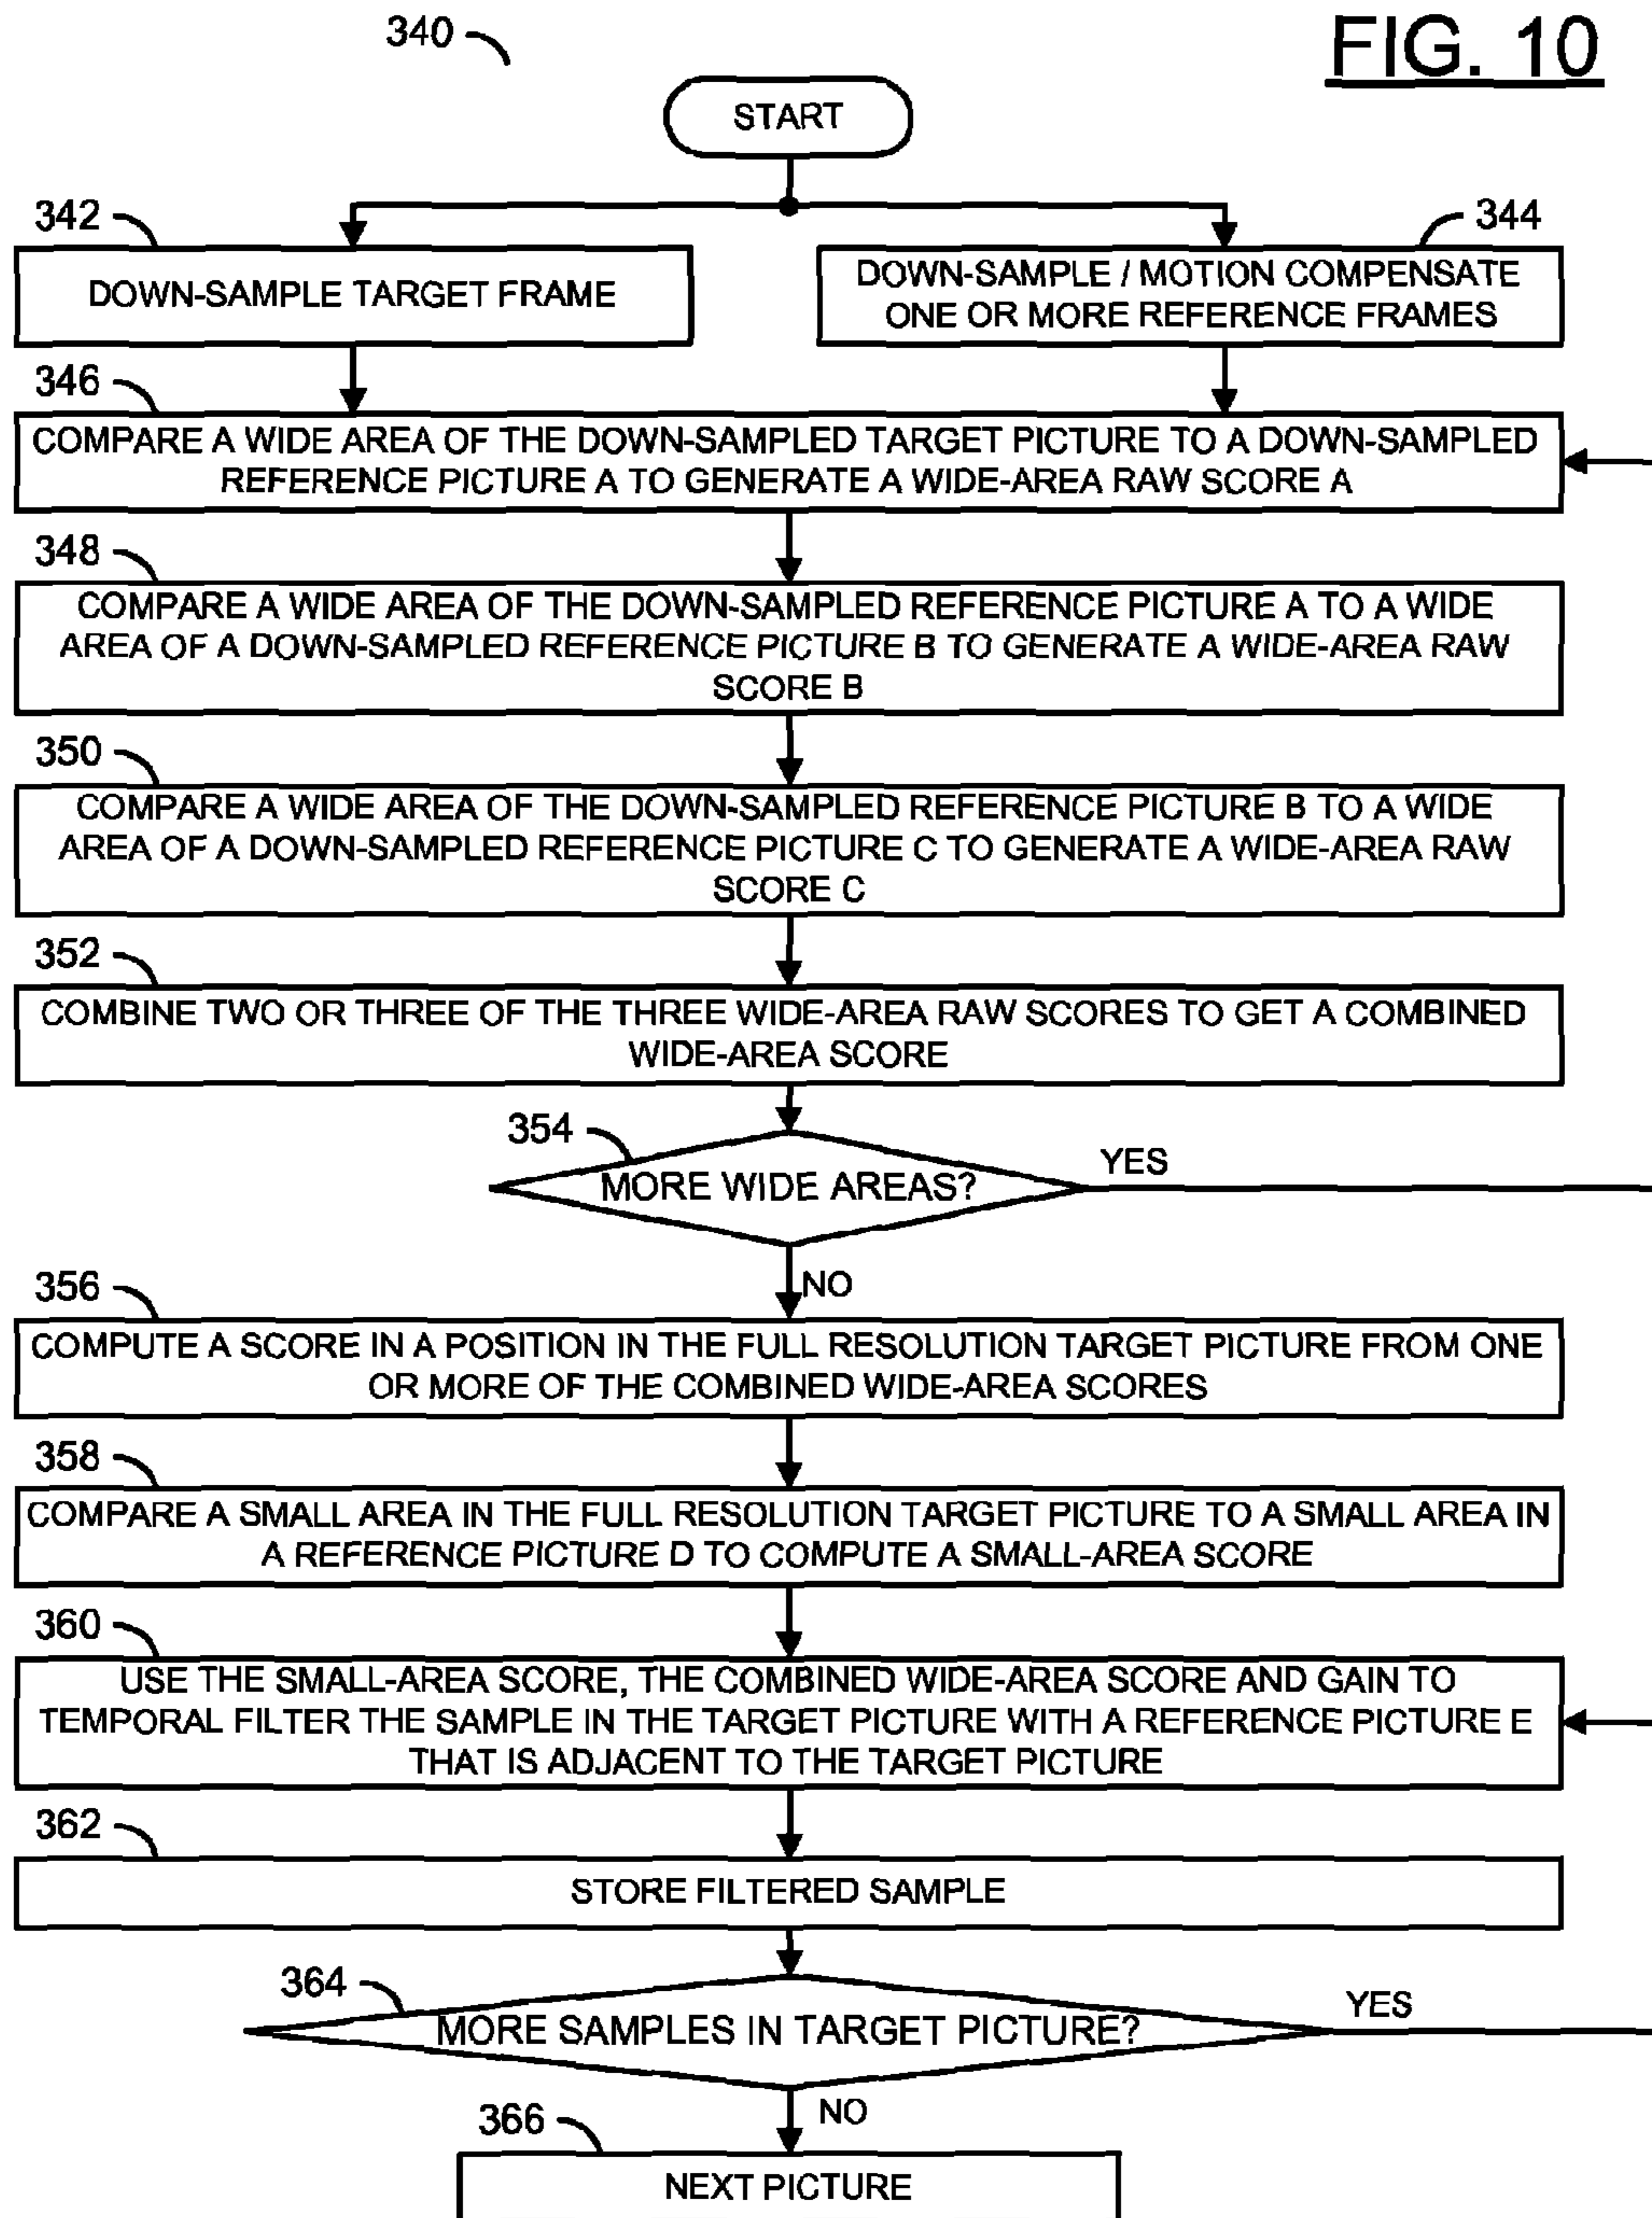 340
FIG. 10
START
342
344
DOWN-SAMPLE TARGET FRAME
DOWN-SAMPLE / MOTION COMPENSATE
ONE OR MORE REFERENCE FRAMES
346
COMPARE A WIDE AREA OF THE DOWN-SAMPLED TARGET PICTURE TO A DOWN-SAMPLED
REFERENCE PICTURE A TO GENERATE A WIDE-AREA RAW SCORE A
348
COMPARE A WIDE AREA OF THE DOWN-SAMPLED REFERENCE PICTURE A TO A WIDE
AREA OF A DOWN-SAMPLED REFERENCE PICTURE B TO GENERATE A WIDE-AREA RAW
SCORE B
350
COMPARE A WIDE AREA OF THE DOWN-SAMPLED REFERENCE PICTURE B TO A WIDE
AREA OF A DOWN-SAMPLED REFERENCE PICTURE C TO GENERATE A WIDE-AREA RAW
SCORE C
352
COMBINE TWO OR THREE OF THE THREE WIDE-AREA RAW SCORES TO GET A COMBINED
WIDE-AREA SCORE
354
MORE WIDE AREAS?
YES
NO
356
COMPUTE A SCORE IN A POSITION IN THE FULL RESOLUTION TARGET PICTURE FROM ONE
OR MORE OF THE COMBINED WIDE-AREA SCORES
358
COMPARE A SMALL AREA IN THE FULL RESOLUTION TARGET PICTURE TO A SMALL AREA IN
A REFERENCE PICTURE D TO COMPUTE A SMALL-AREA SCORE
360
USE THE SMALL-AREA SCORE, THE COMBINED WIDE-AREA SCORE AND GAIN TO
TEMPORAL FILTER THE SAMPLE IN THE TARGET PICTURE WITH A REFERENCE PICTURE E
THAT IS ADJACENT TO THE TARGET PICTURE
362
STORE FILTERED SAMPLE
364
MORE SAMPLES IN TARGET PICTURE?
YES
NO
366
NEXT PICTURE